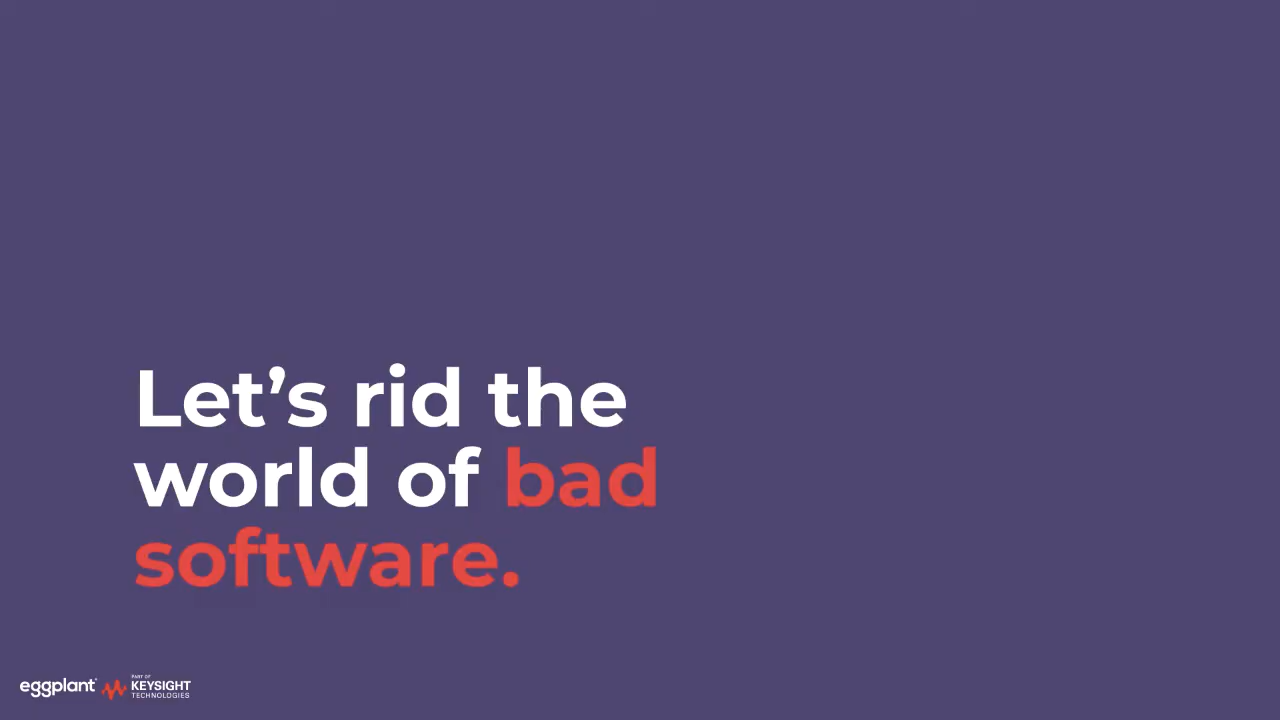 Let’s rid the
world of bad
software.
eggplant
PART OF
KEYSIGHT
TECHNOLOGIES